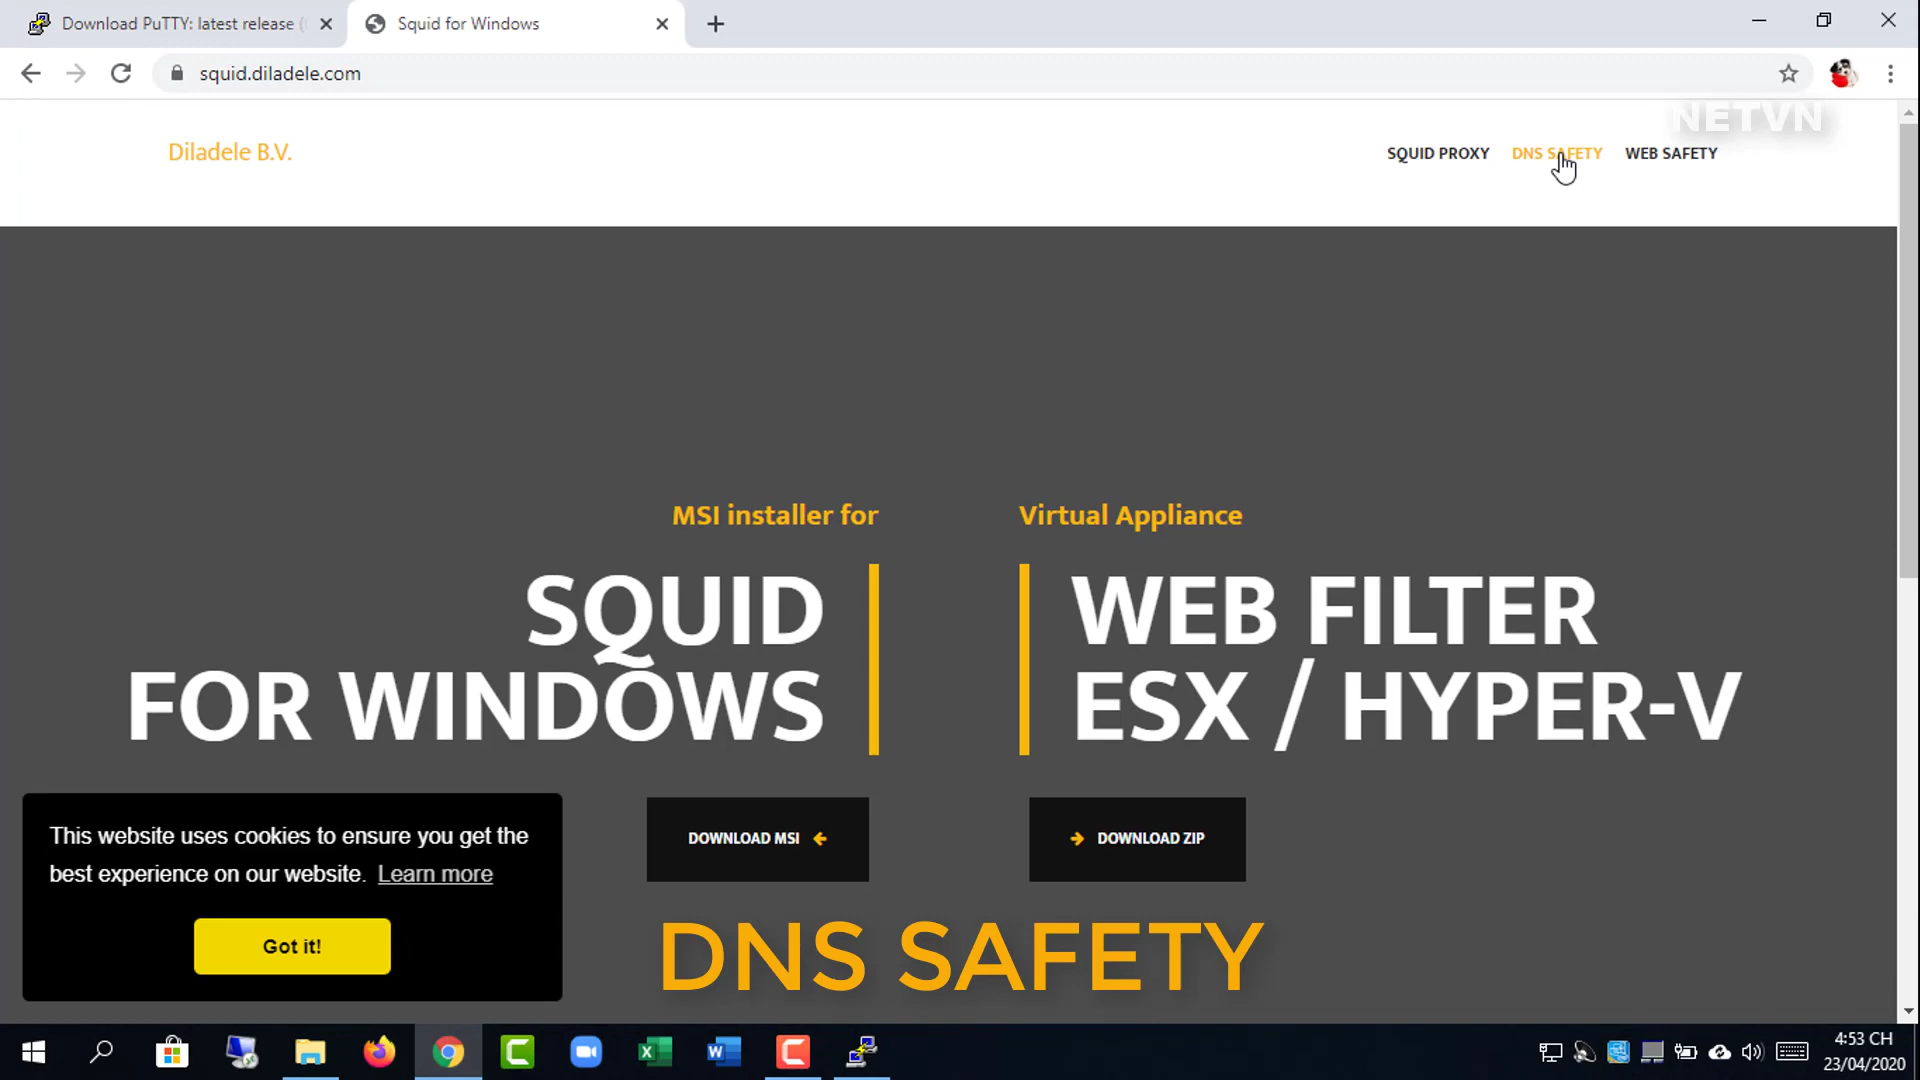 Download PuTTY: latest release (
Squid for Windows
squid.diladele.com
NETVN
Diladele B.V.
SQUID PROXY
DNS SAFETY
WEB SAFETY
MSI installer for
SQUID
FOR WINDOWS
DOWNLOAD MSI
Virtual Appliance
WEB FILTER
ESX / HYPER-V
DOWNLOAD ZIP
This website uses cookies to ensure you get the
best experience on our website. Learn more
Got it!
DNS SAFETY
4:53 CH
23/04/2020